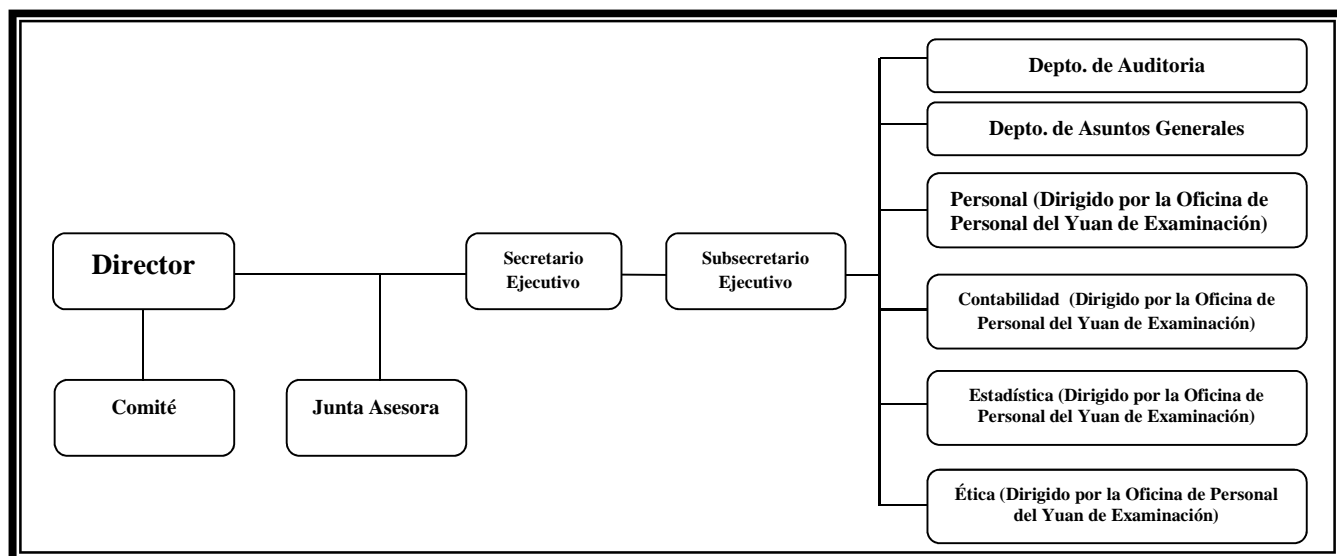 Director
Comité
Junta Asesora
Secretario
Ejecutivo
Subsecretario
Ejecutivo
Depto. de Auditoria
Depto. de Asuntos Generales
Personal (Dirigido por la Oficina de
Personal del Yuan de Examinación)
Contabilidad (Dirigido por la Oficina de
Personal del Yuan de Examinación)
Estadística (Dirigido por la Oficina de
Personal del Yuan de Examinación)
Ética (Dirigido por la Oficina de Personal
del Yuan de Examinación)